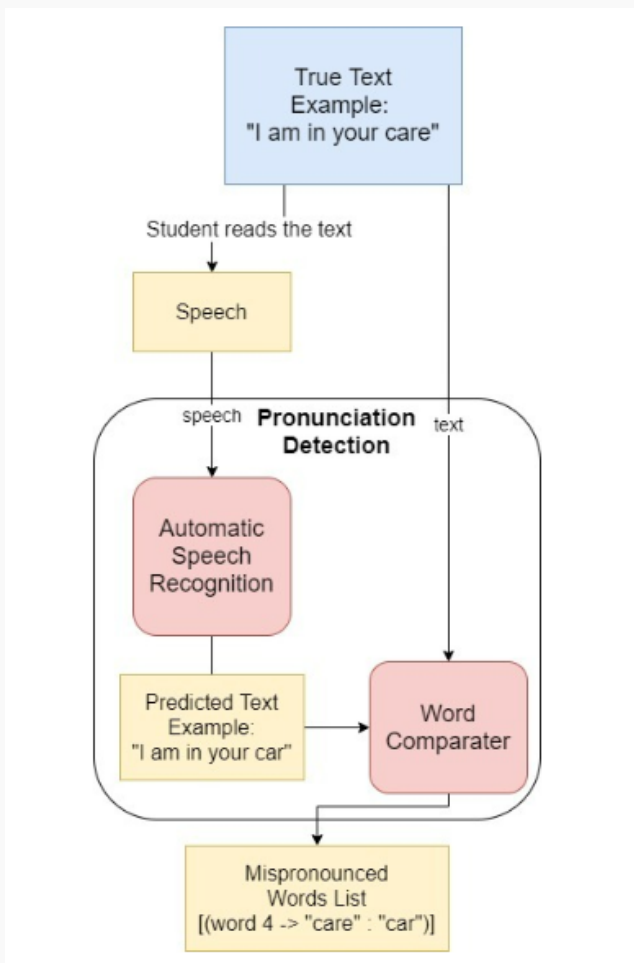 True Text
Example:
"I am in your care"
Student reads the text
Speech
speech
Pronunciation
Detection
text
Automatic
Speech
Recognition
Predicted Text
Example:
"I am in your car"
Word
Comparater
Mispronounced
Words List
[(word 4 -> "care" : "car")]